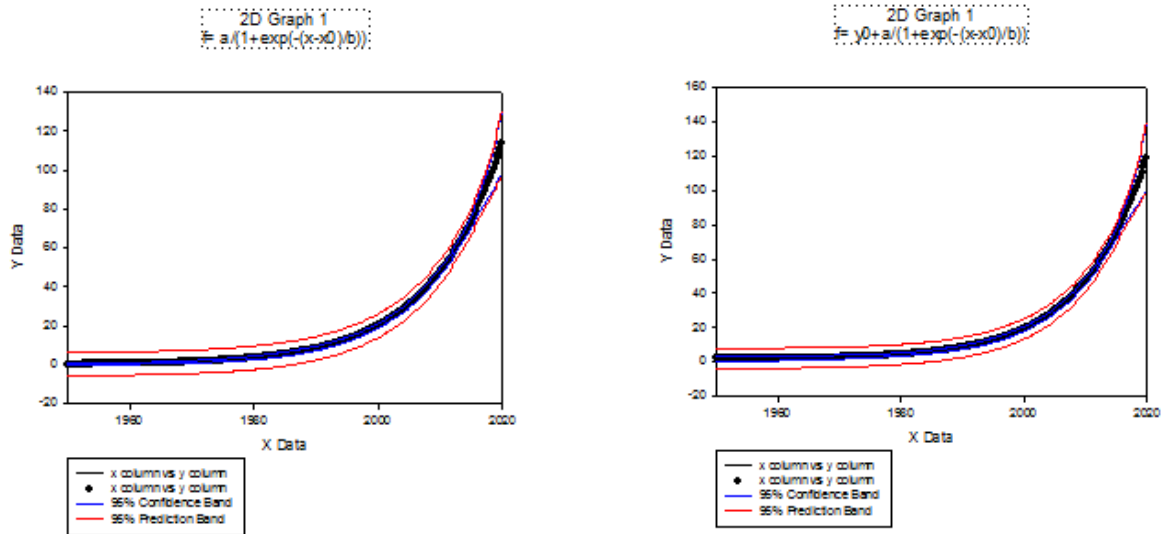 2D Graph 1
f= a/(1+exp(-(x-x0)/b))
140
120
100
80
60
40
20
0
-20
Y Data
1960
1980
2000
2020
X Data
x column vs y column
x column vs y column
95% Confidence Band
95% Prediction Band
2D Graph 1
f= y0+a/(1+exp(-(x-x0)/b))
160
140
120
100
80
60
40
20
0
-20
Y Data
1960
1980
2000
2020
X Data
x column vs y column
x column vs y column
95% Confidence Band
95% Prediction Band